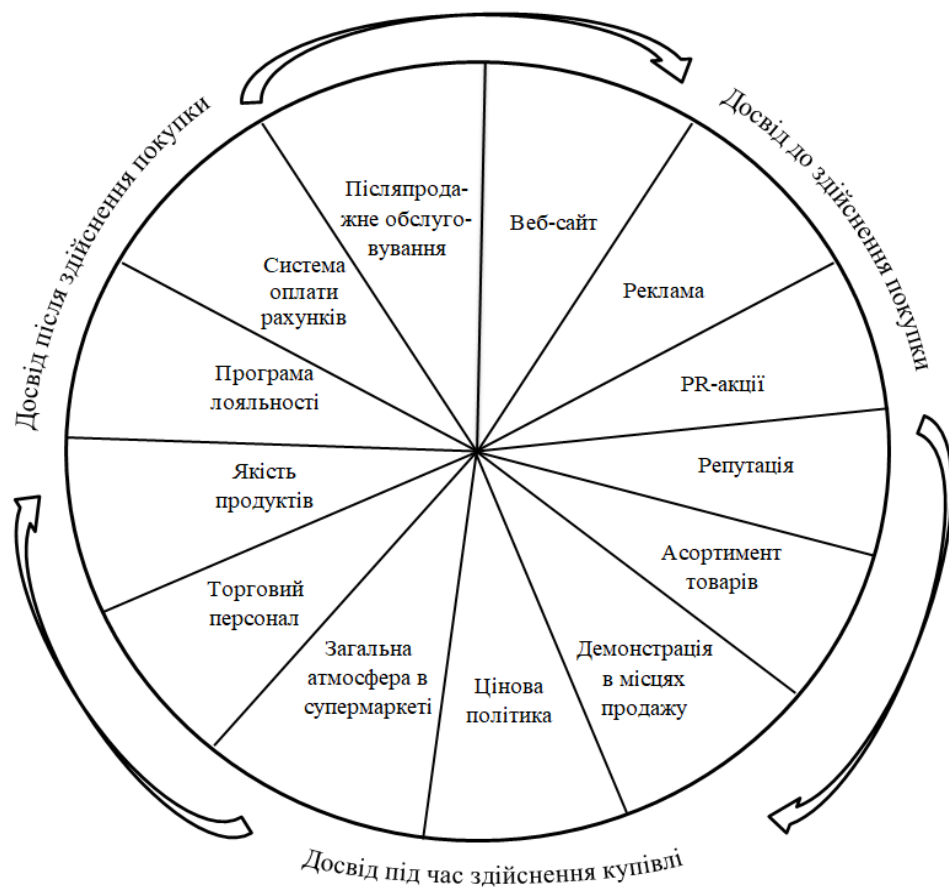 Досвід до здійснення покупки
Веб-сайт
Реклама
PR-акції
Репутація
Асортимент
товарів
Демонстрація
в місцях
продажу
Цінова
політика
Загальна
атмосфера в
супермаркеті
Торговий
персонал
Якість
продуктів
Програма
лояльності
Система
оплати
рахунків
Післяпрода-
жне обслуго-
вування
Досвід під час здійснення купівлі
Досвід після здійснення покупки